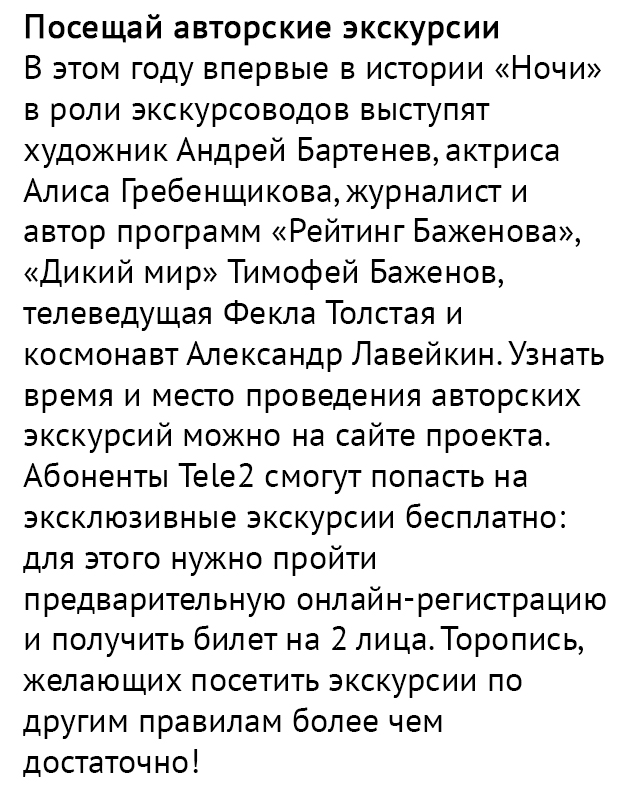 Посещай авторские экскурсии
В этом году впервые в истории «Ночи»
в роли экскурсоводов выступят
художник Андрей Бартенев, актриса
Алиса Гребенщикова, журналист и
автор программ «Рейтинг Баженова»,
«Дикий мир» Тимофей Баженов,
телеведущая Фекла Толстая и
космонавт Александр Лавейкин. Узнать
время и место проведения авторских
экскурсий можно на сайте проекта.
Абоненты Tele2 смогут попасть на
эксклюзивные экскурсии бесплатно:
для этого нужно пройти
предварительную онлайн-регистрацию
и получить билет на 2 лица. Торопись,
желающих посетить экскурсии по
другим правилам более чем
достаточно!